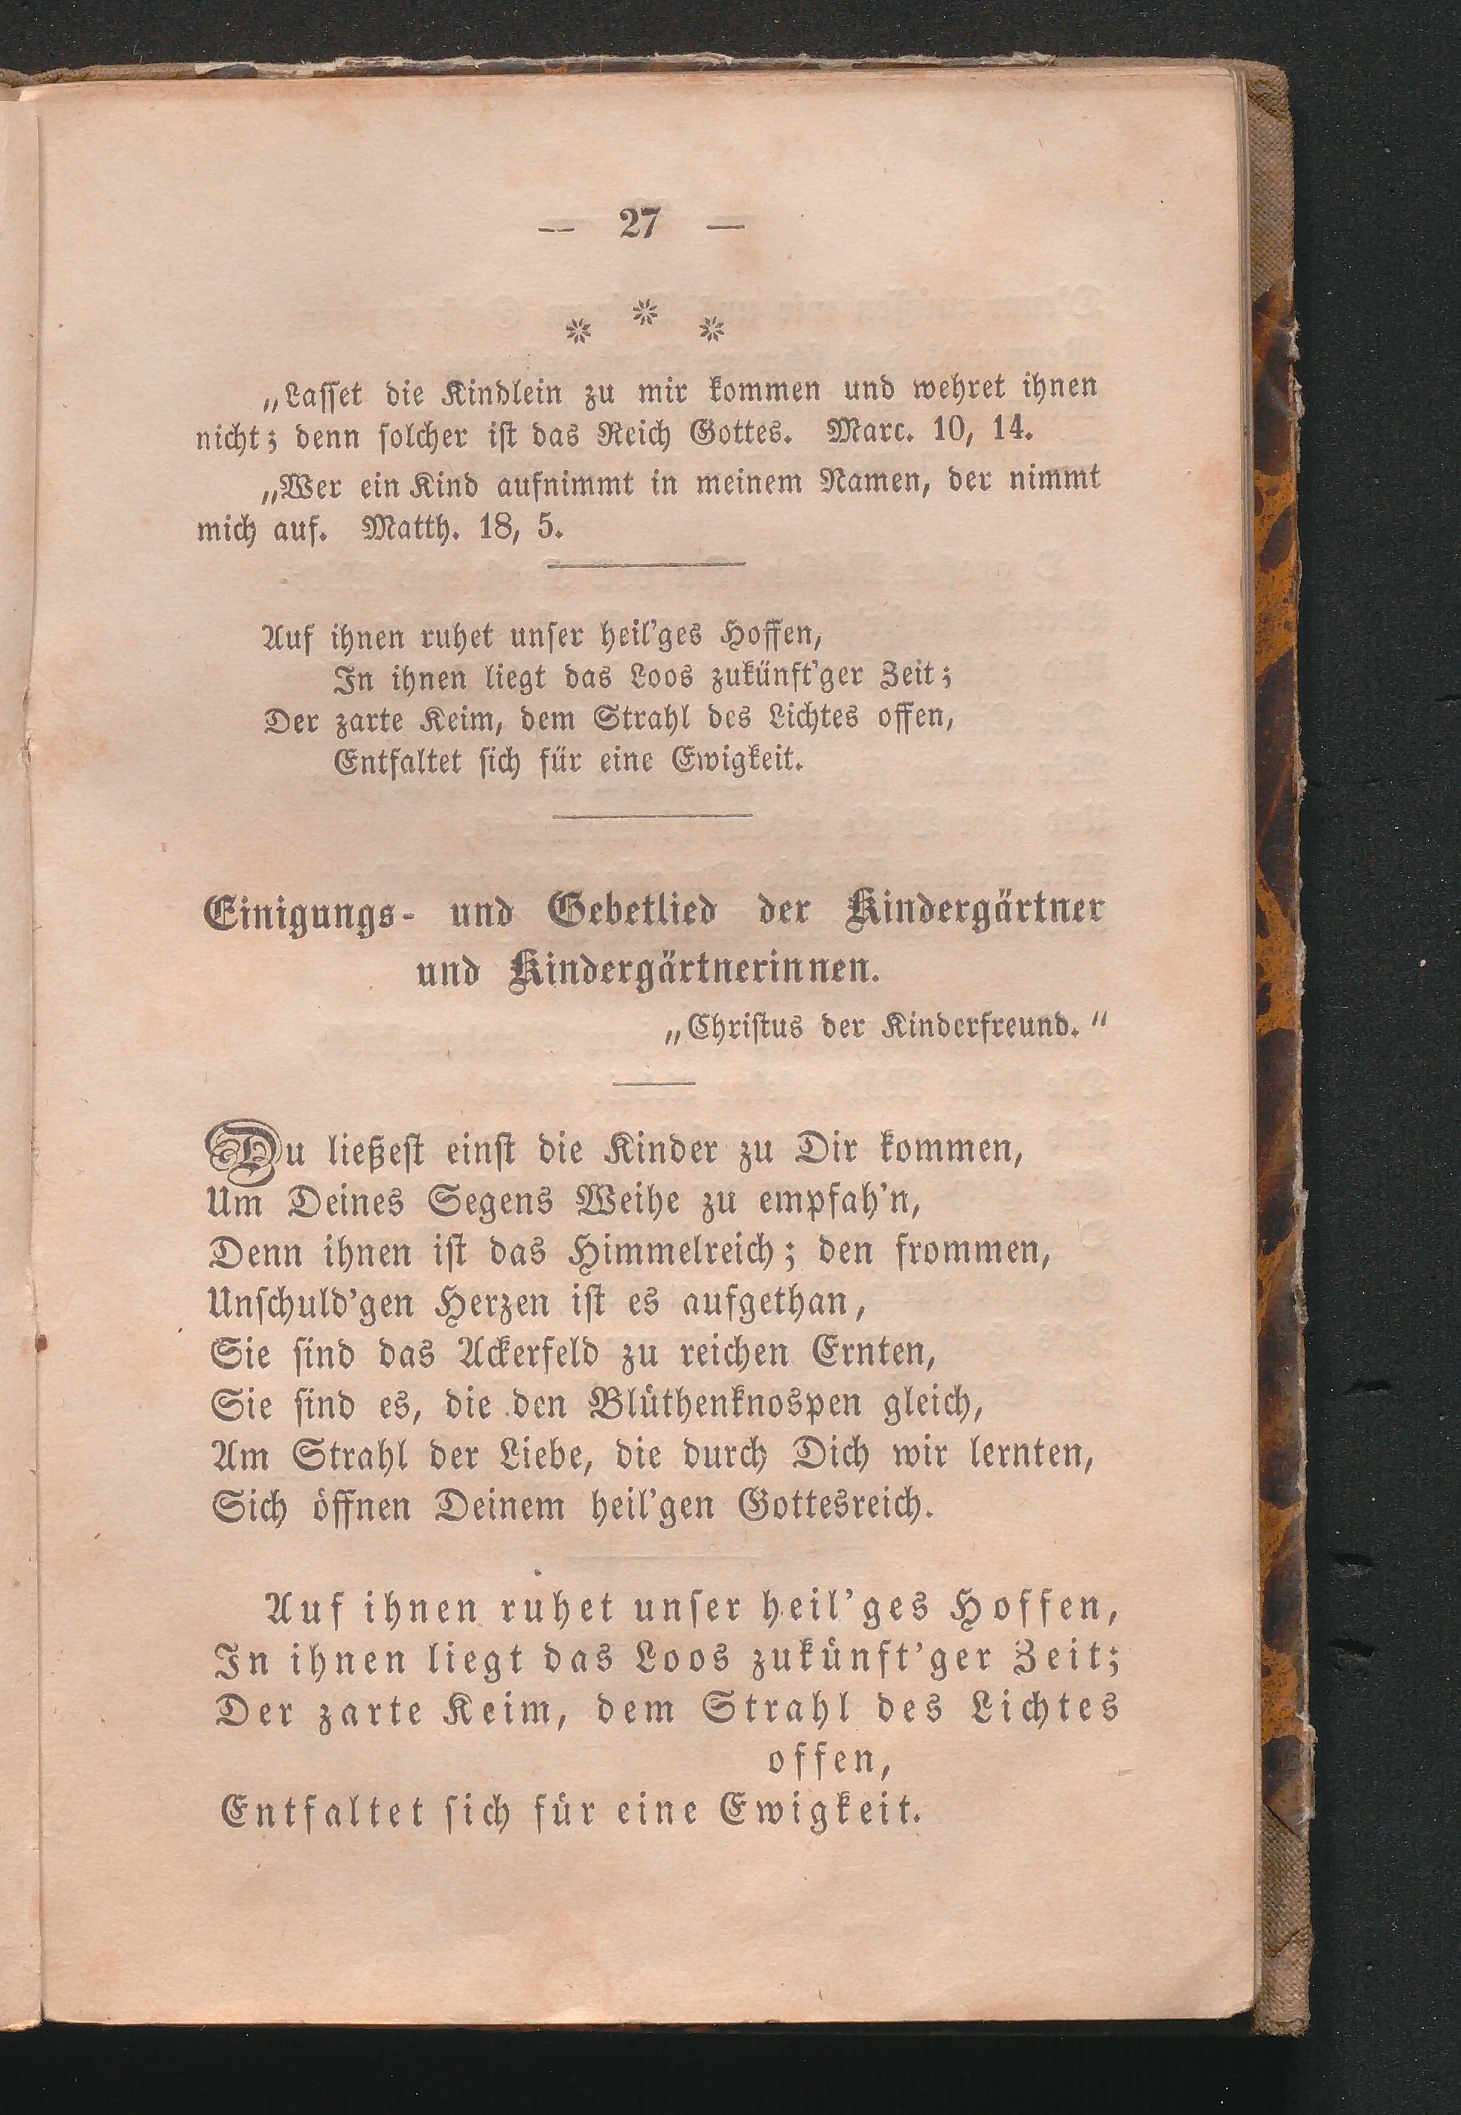 — 27 —
* * *
„Lasset die Kindlein zu mir kommen und wehret ihnen
nicht; denn solcher ist das Reich Gottes. Marc. 10, 14.
„Wer ein Kind aufnimmt in meinem Namen, der nimmt
mich auf. Matth. 18, 5.
Auf ihnen ruhet unser heil'ges Hoffen,
In ihnen liegt das Loos zukünft'ger Zeit;
Der zarte Keim, dem Strahl des Lichtes offen,
Entfaltet sich für eine Ewigkeit.
Einigungs- und Gebetlied der Kindergärtner
und Kindergärtnerinnen.
„Christus der Kinderfreund."
Du ließest einst die Kinder zu Dir kommen,
Um Deines Segens Weihe zu empfah'n,
Denn ihnen ist das Himmelreich; den frommen,
Unschuld'gen Herzen ist es aufgethan,
Sie sind das Ackerfeld zu reichen Ernten,
Sie sind es, die den Blüthenknospen gleich,
Am Strahl der Liebe, die durch Dich wir lernten,
Sich öffnen Deinem heil'gen Gottesreich.
Auf ihnen ruhet unser heil'ges Hoffen,
In ihnen liegt das Loos zukünft'ger Zeit;
Der zarte Keim, dem Strahl des Lichtes
offen,
Entfaltet sich für eine Ewigkeit.